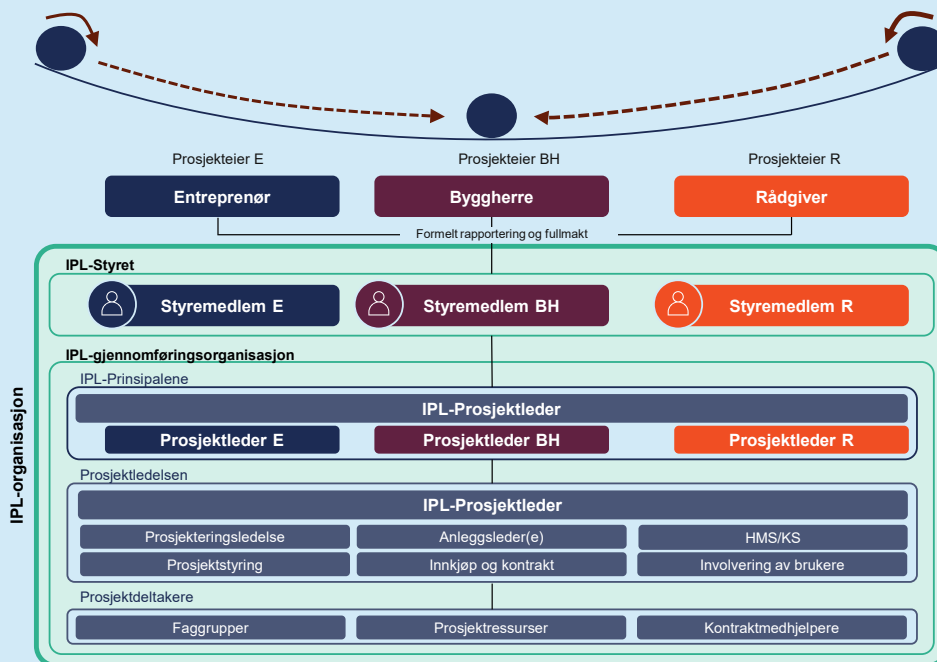 Prosjekteier E
Prosjekteier BH
Prosjekteier R
Entreprenør
Byggherre
Rådgiver
Formelt rapportering og fullmakt
IPL-organisasjon
IPL-Styret
Styremedlem E
Styremedlem BH
Styremedlem R
IPL-gjennomføringsorganisasjon
IPL-Prinsipalene
IPL-Prosjektleder
Prosjektleder E
Prosjektleder BH
Prosjektleder R
Prosjektledelsen
IPL-Prosjektleder
Prosjekteringsledelse
Anleggsleder(e)
HMS/KS
Prosjektstyring
Innkjøp og kontrakt
Involvering av brukere
Prosjektdeltakere
Faggrupper
Prosjektressurser
Kontraktmedhjelpere